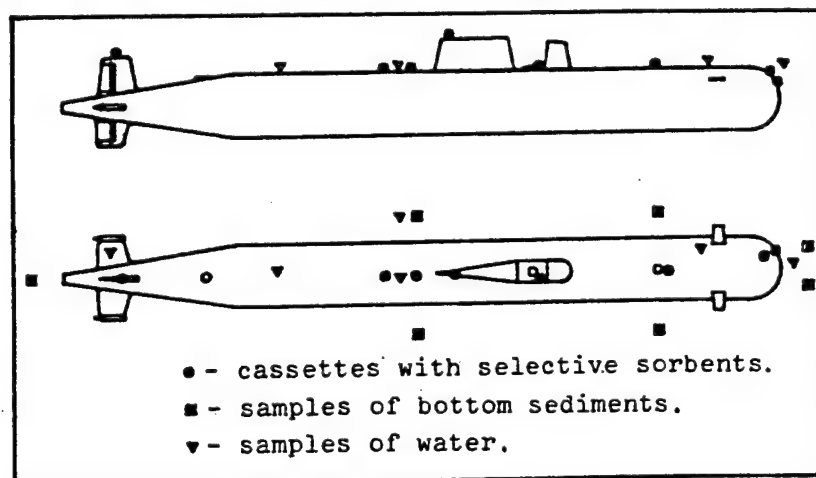 ●- cassettes with selective sorbents.
■- samples of bottom sediments.
▼- samples of water.